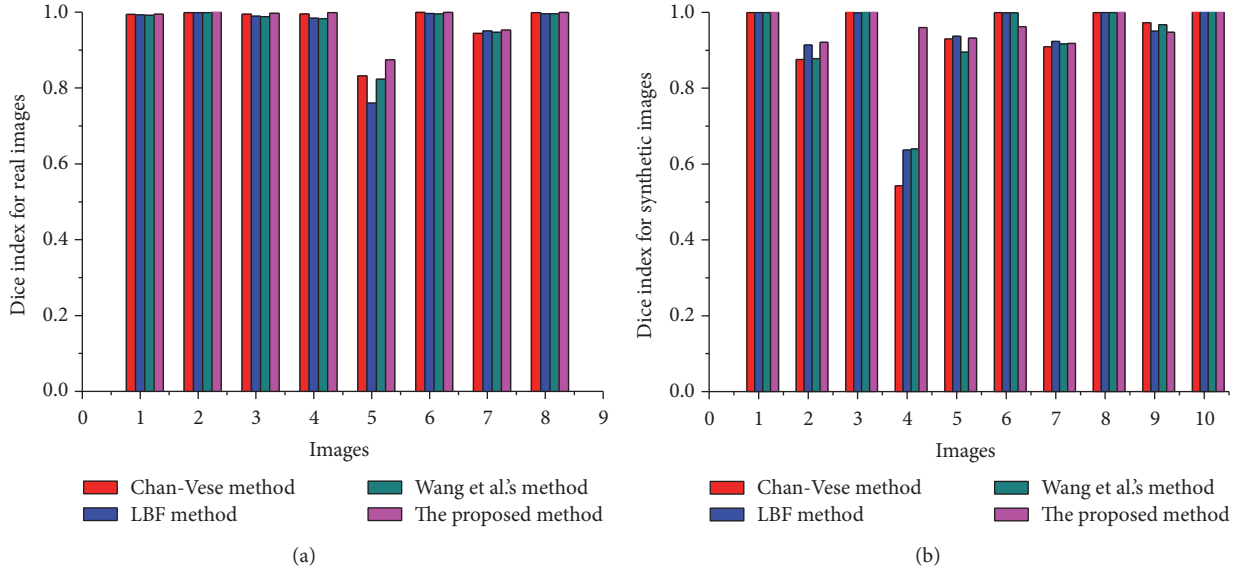 Dice index for real images
1.0
0.8
0.6
0.4
0.2
0.0
0 1 2 3 4 5 6 7 8 9
Images
Chan-Vese method
LBF method
Wang et al.'s method
The proposed method
(a)
Dice index for synthetic images
1.0
0.8
0.6
0.4
0.2
0.0
0 1 2 3 4 5 6 7 8 9 10
Images
Chan-Vese method
LBF method
Wang et al.'s method
The proposed method
(b)